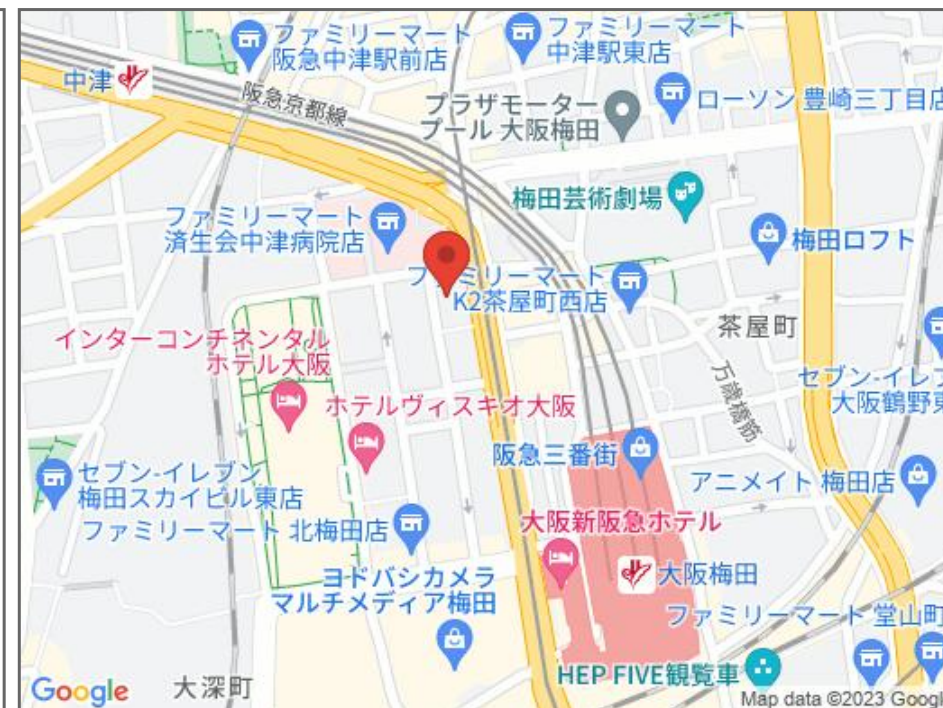 ファミリーマート
阪急中津駅前店
ファミリーマート
中津駅東店
中津
阪急京都線
プラザモーター
プール 大阪梅田
ローソン 豊崎三丁目店
梅田芸術劇場
ファミリーマート
済生会中津病院店
梅田ロフト
ファミリーマート
K2茶屋町西店
茶屋町
インターコンチネンタル
ホテル大阪
万歳橋筋
セブン-イレブ
大阪鶴野東
ホテルヴィスキオ大阪
阪急三番街
セブン-イレブン
梅田スカイビル東店
アニメイト 梅田店
ファミリーマート 北梅田店
大阪新阪急ホテル
ヨドバシカメラ
マルチメディア梅田
大阪梅田
ファミリーマート 堂山町
HEP FIVE観覧車
Google
大深町
Map data ©2023 Googl